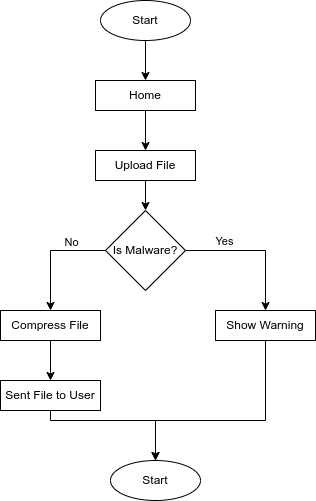 Start
Home
Upload File
Is Malware?
No
Yes
Compress File
Show Warning
Sent File to User
Start